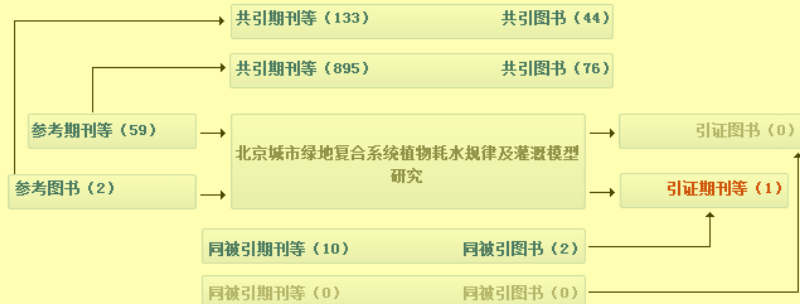 共引期刊等（133） 共引图书（44）
共引期刊等（895） 共引图书（76）
参考期刊等（59）
引证图书（0）
北京城市绿地复合系统植物耗水规律及灌溉模型
研究
参考图书（2）
引证期刊等（1）
同被引期刊等（10） 同被引图书（2）
同被引期刊等（0） 同被引图书（0）